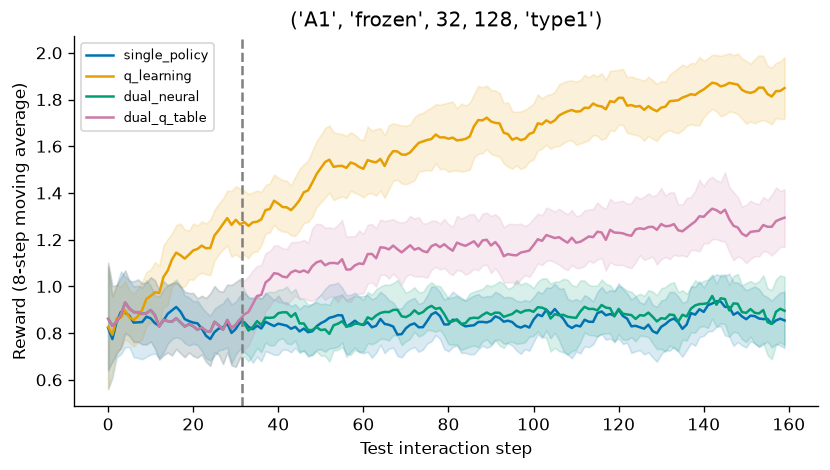 ('A1', 'frozen', 32, 128, 'type1')
Reward (8-step moving average)
2.0
1.8
1.6
1.4
1.2
1.0
0.8
0.6
single_policy
q_learning
dual_neural
dual_q_table
0 20 40 60 80 100 120 140 160
Test interaction step